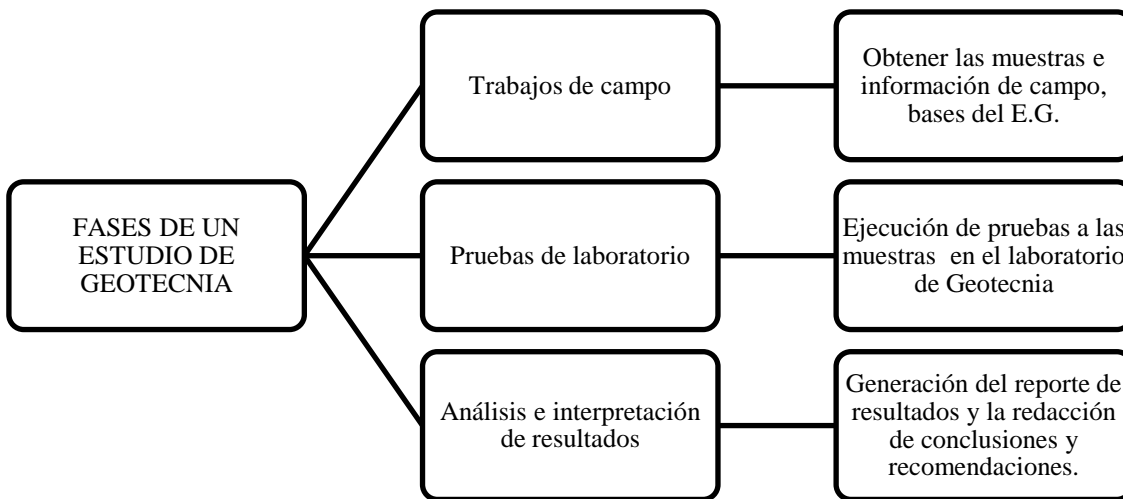 FASES DE UN
ESTUDIO DE
GEOTECNIA
Trabajos de campo
Obtener las muestras e
información de campo,
bases del E.G.
Pruebas de laboratorio
Ejecución de pruebas a las
muestras en el laboratorio
de Geotecnia
Análisis e interpretación
de resultados
Generación del reporte de
resultados y la redacción
de conclusiones y
recomendaciones.